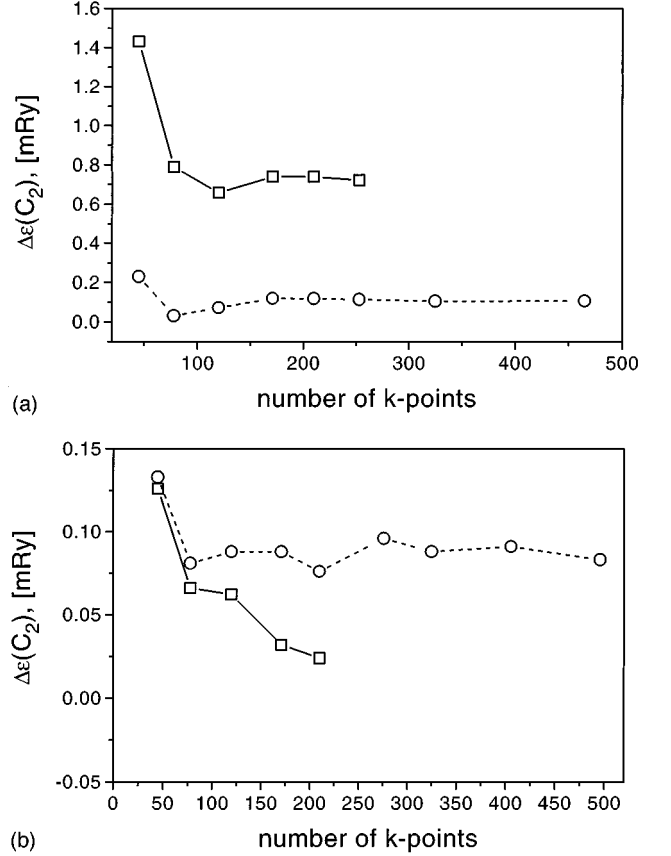 1.6
1.4
1.2
1.0
0.8
0.6
0.4
0.2
0.0
Δε(C₂), [mRy]
100 200 300 400 500
number of k-points
(a)
0.15
0.10
0.05
0.00
-0.05
Δε(C₂), [mRy]
0 50 100 150 200 250 300 350 400 450 500
number of k-points
(b)